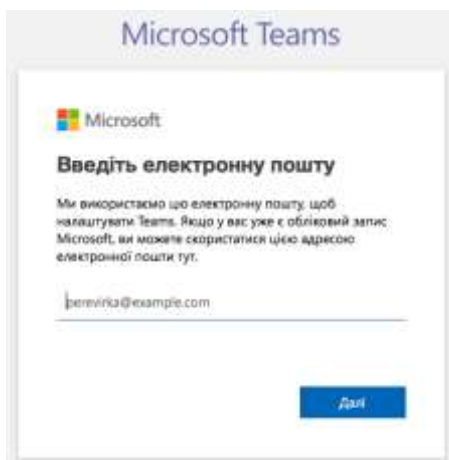 Microsoft Teams
Microsoft
Введіть електронну пошту
Ми використаємо цю електронну пошту, щоб
налаштувати Teams. Якщо у вас уже є обліковий запис
Microsoft, ви можете скористатися цією адресою
електронної пошти тут.
perevirka@example.com
Далі